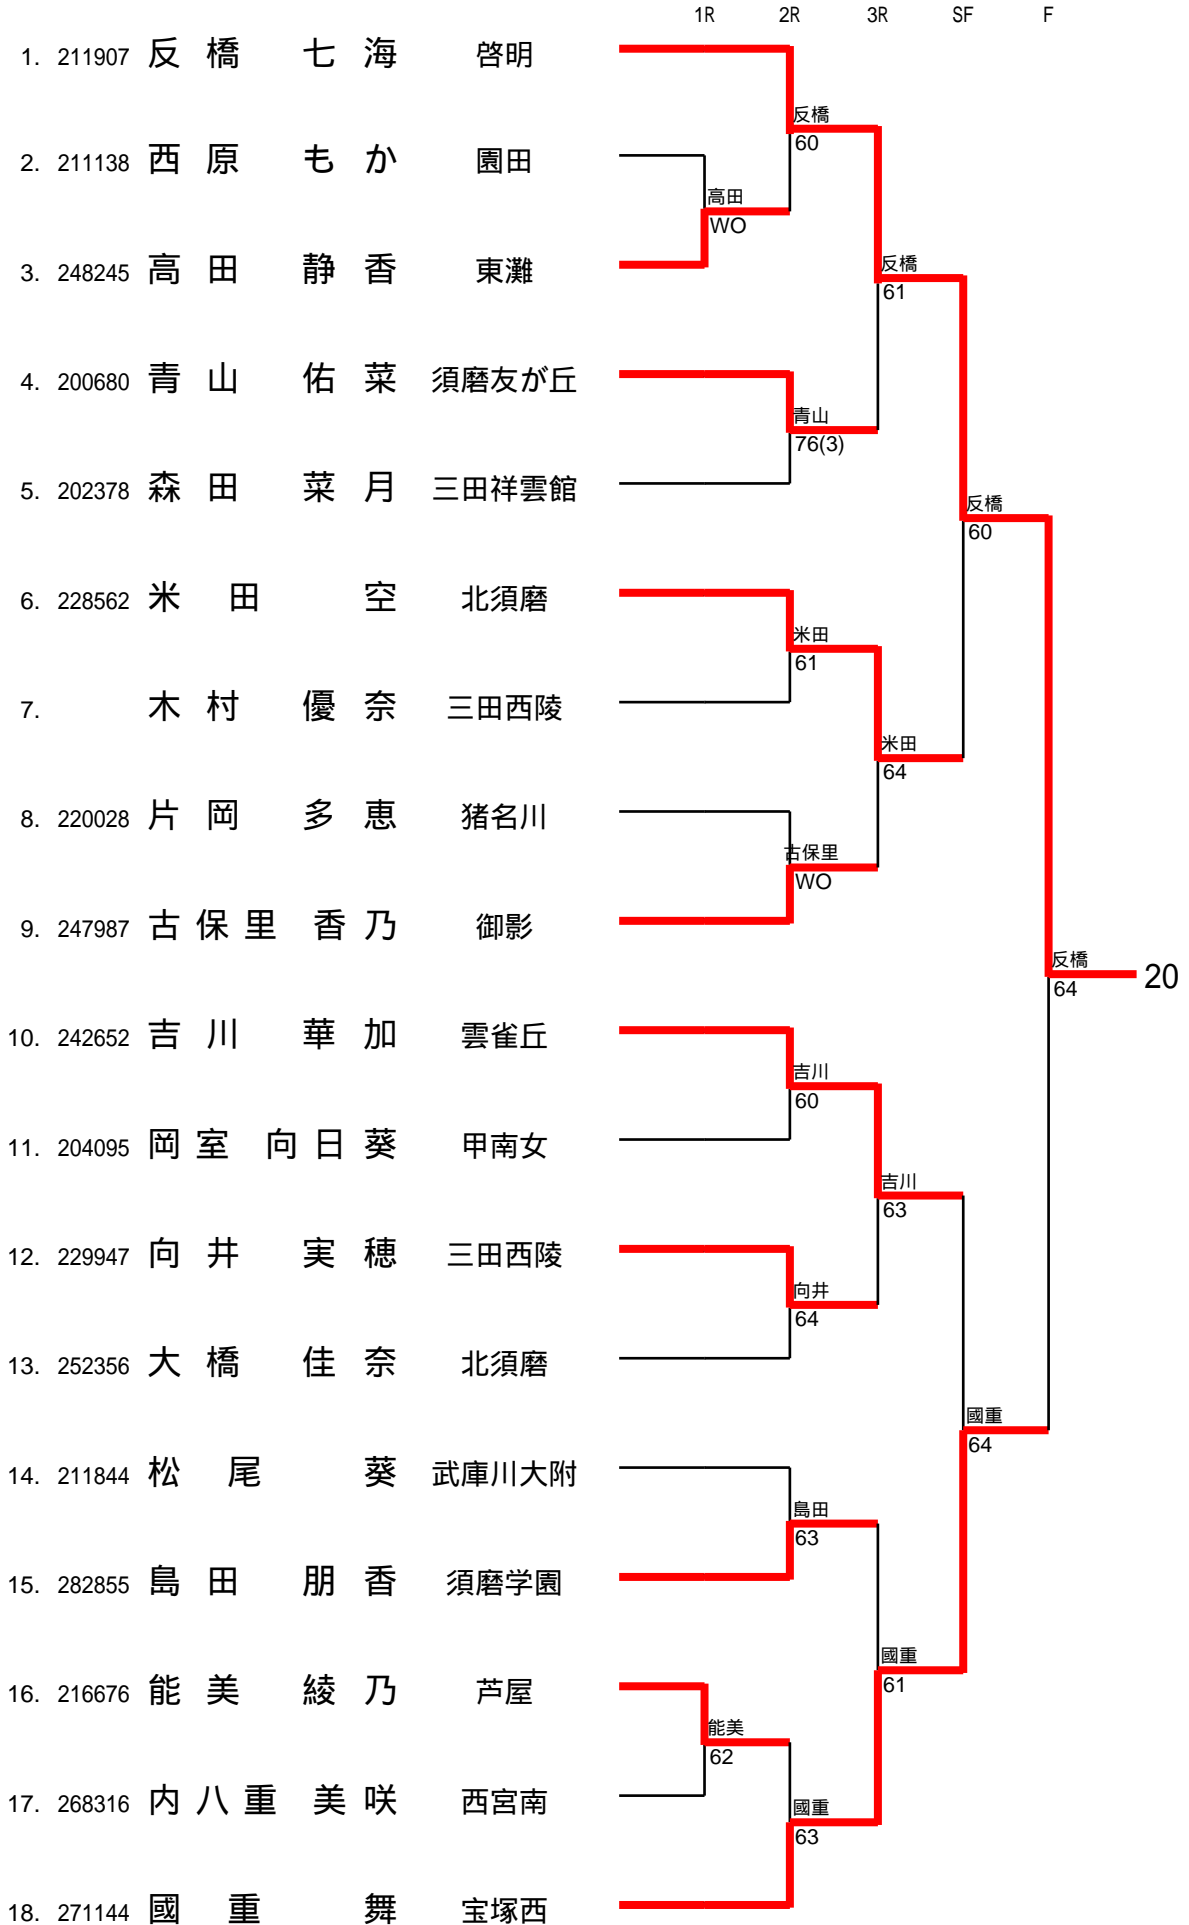 1R 2R 3R SF F
1. 211907 反橋 七海 啓明
反橋
60
2. 211138 西原 もか 園田
高田
WO
3. 248245 高田 静香 東灘
反橋
61
4. 200680 青山 佑菜 須磨友が丘
青山
76(3)
5. 202378 森田 菜月 三田祥雲館
反橋
60
6. 228562 米田 空 北須磨
米田
61
7. 木村 優奈 三田西陵
米田
64
8. 220028 片岡 多恵 猪名川
古保里
WO
9. 247987 古保里 香乃 御影
反橋
64
20
10. 242652 吉川 華加 雲雀丘
吉川
60
11. 204095 岡室 向日葵 甲南女
吉川
63
12. 229947 向井 実穂 三田西陵
向井
64
13. 252356 大橋 佳奈 北須磨
國重
64
14. 211844 松尾 葵 武庫川大附
島田
63
15. 282855 島田 朋香 須磨学園
國重
61
16. 216676 能美 綾乃 芦屋
能美
62
17. 268316 内八重 美咲 西宮南
國重
63
18. 271144 國重 舞 宝塚西